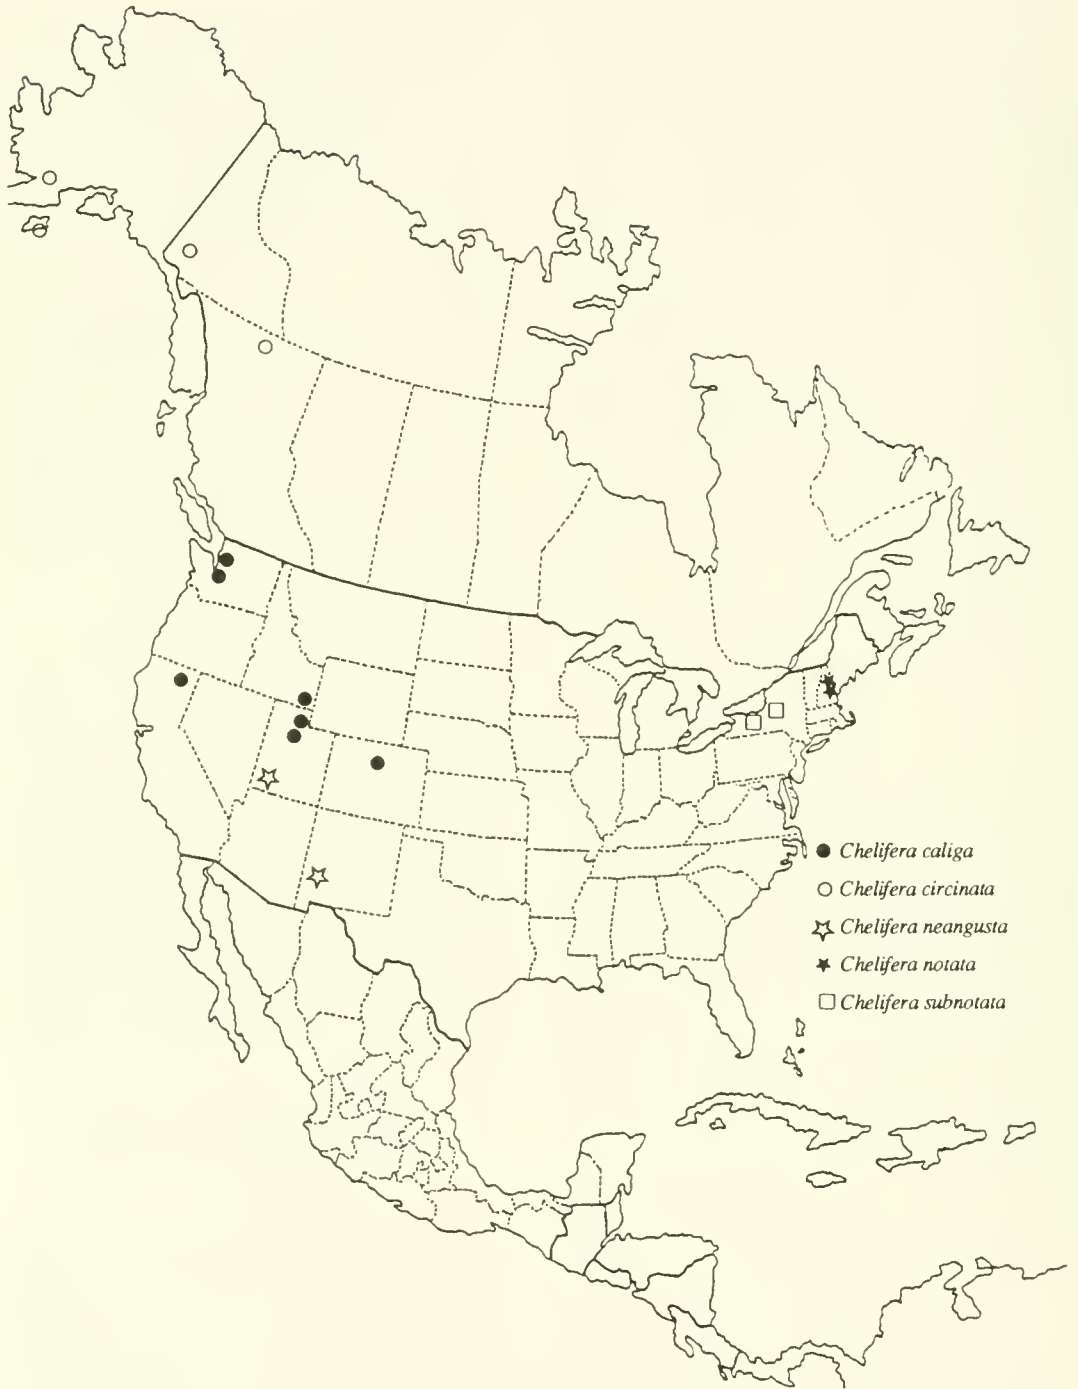 Chelifera caliga
Chelifera circinata
Chelifera neangusta
Chelifera notata
Chelifera subnotata